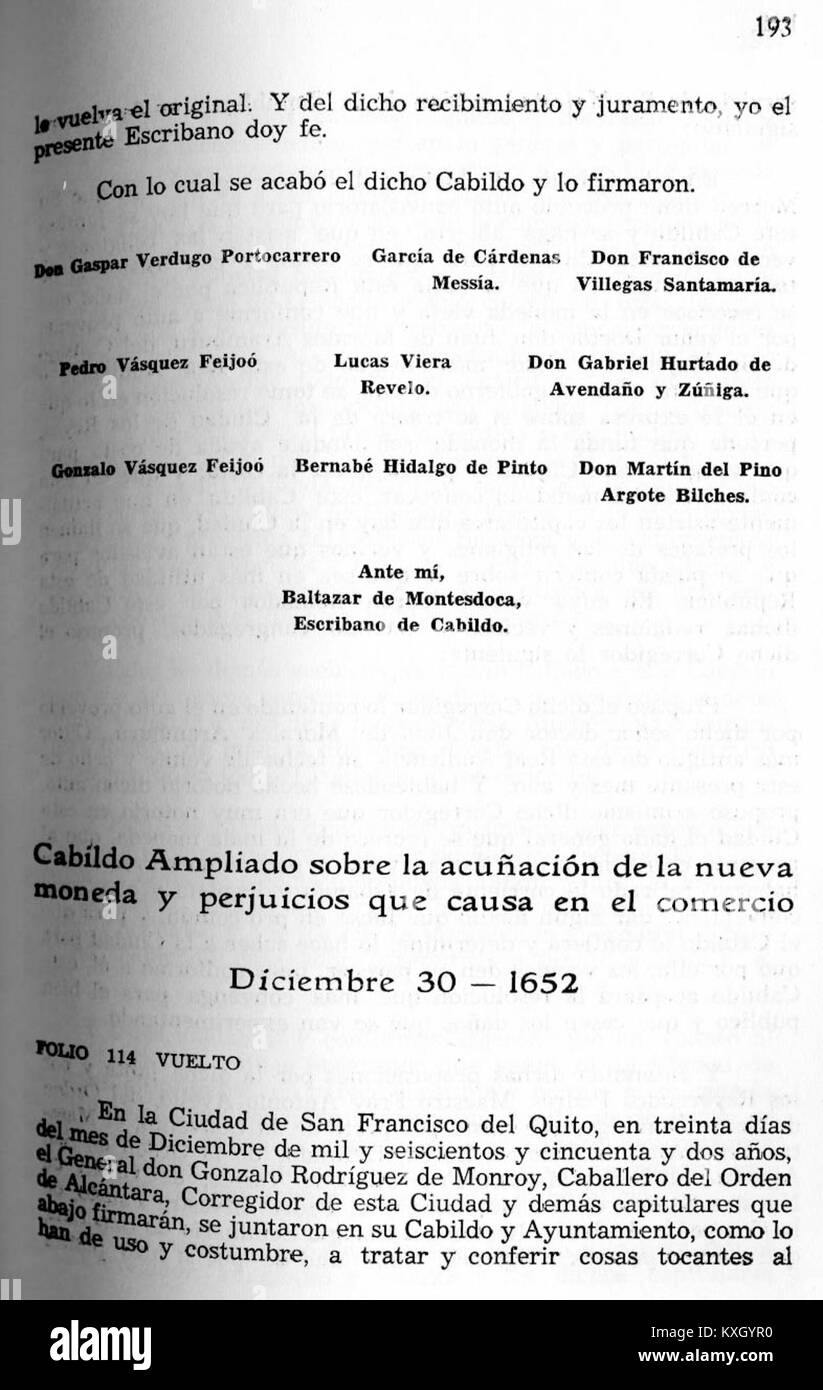 193
le vuelva el original. Y del dicho recibimiento y juramento, yo el
presente Escribano doy fe.
Con lo cual se acabó el dicho Cabildo y lo firmaron.
Don Gaspar Verdugo Portocarrero García de Cárdenas Don Francisco de
Messía. Villegas Santamaría.
Pedro Vásquez Feijoó Lucas Viera Don Gabriel Hurtado de
Revelo. Avendaño y Zúñiga.
Gonzalo Vásquez Feijoó Bernabé Hidalgo de Pinto Don Martín del Pino
Argote Bilches.
Ante mí,
Baltazar de Montesdoca,
Escribano de Cabildo.
Cabildo Ampliado sobre la acuñación de la nueva
moneda y perjuicios que causa en el comercio
Diciembre 30 — 1652
FOLIO 114 VUELTO
En la Ciudad de San Francisco del Quito, en treinta días
del mes de Diciembre de mil y seiscientos y cincuenta y dos años,
el General don Gonzalo Rodríguez de Monroy, Caballero del Orden
de Alcántara, Corregidor de esta Ciudad y demás capitulares que
abajo firmarán, se juntaron en su Cabildo y Ayuntamiento, como lo
han de uso y costumbre, a tratar y conferir cosas tocantes al
alamy
Image ID: KXGYR0
www.alamy.com